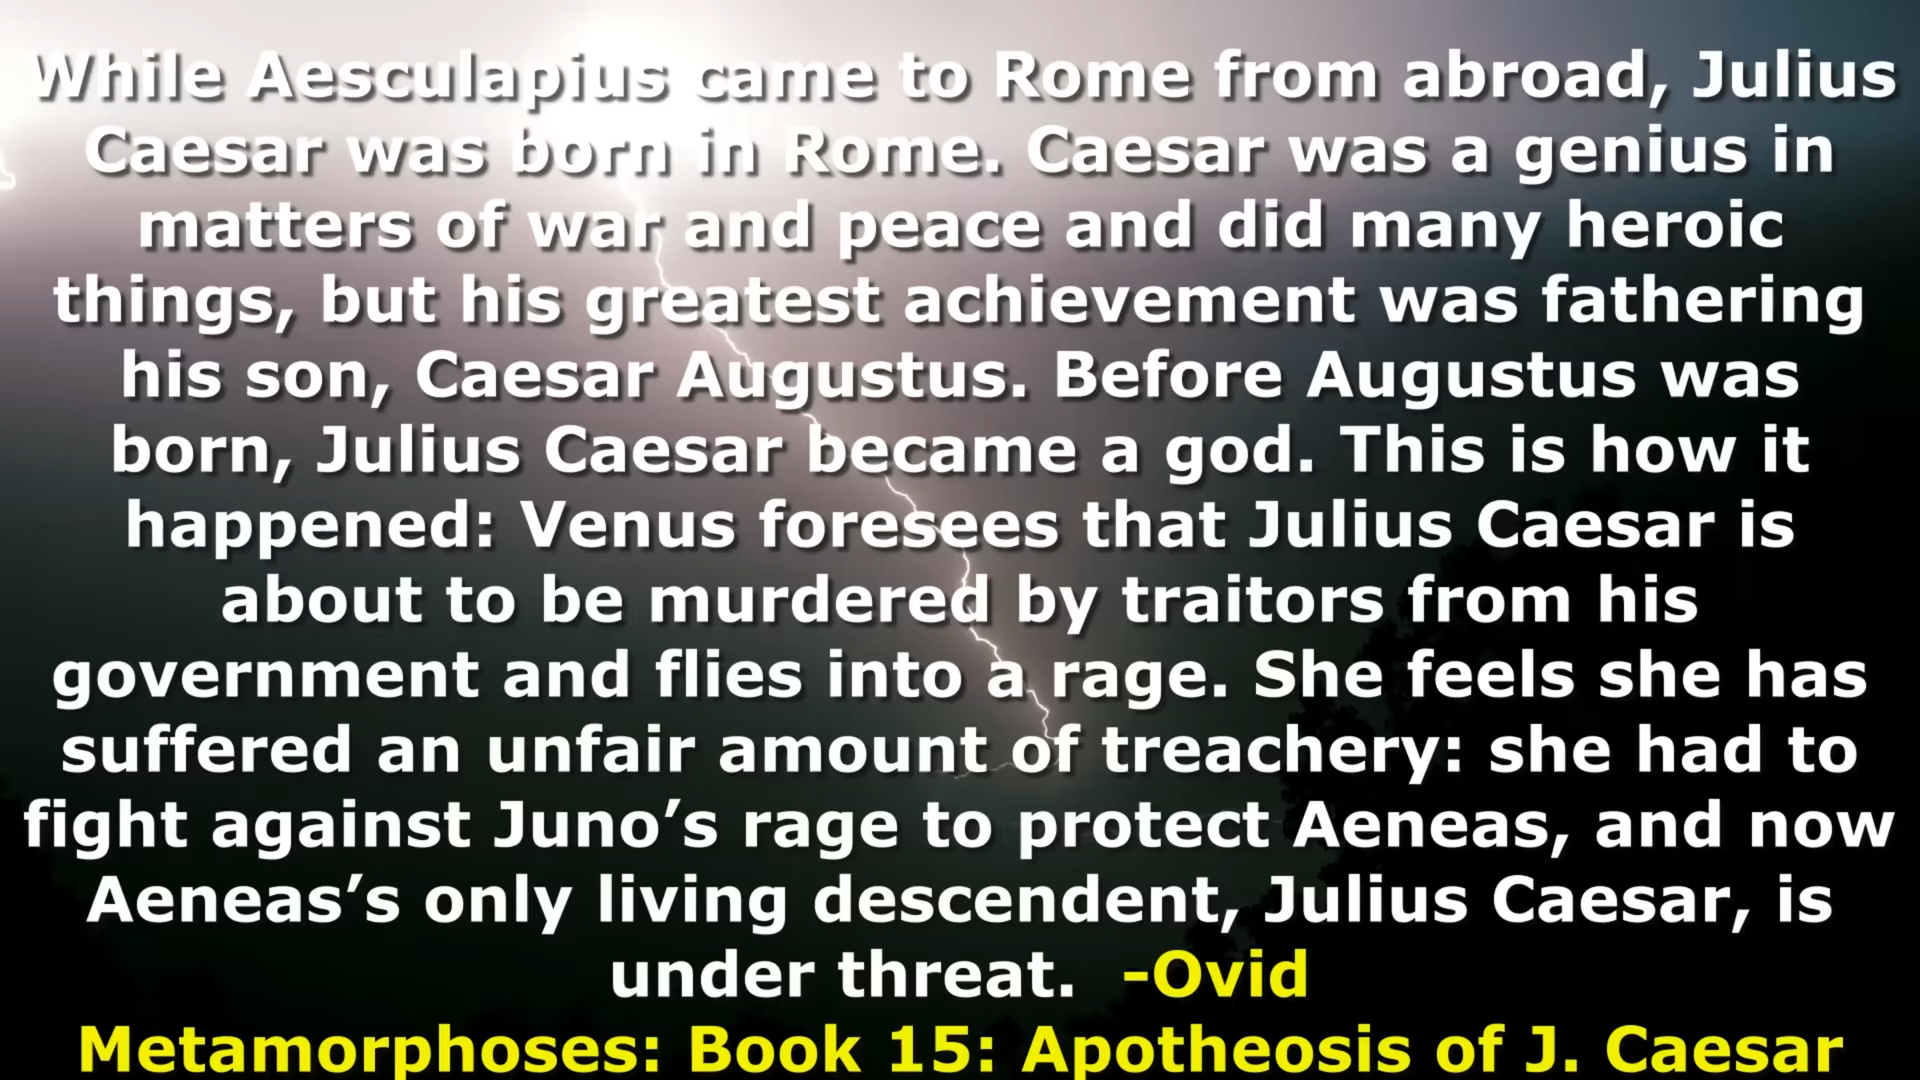 While Aesculapius came to Rome from abroad, Julius
Caesar was born in Rome. Caesar was a genius in
matters of war and peace and did many heroic
things, but his greatest achievement was fathering
his son, Caesar Augustus. Before Augustus was
born, Julius Caesar became a god. This is how it
happened: Venus foresees that Julius Caesar is
about to be murdered by traitors from his
government and flies into a rage. She feels she has
suffered an unfair amount of treachery: she had to
fight against Juno’s rage to protect Aeneas, and now
Aeneas’s only living descendent, Julius Caesar, is
under threat.  -Ovid
Metamorphoses: Book 15: Apotheosis of J. Caesar